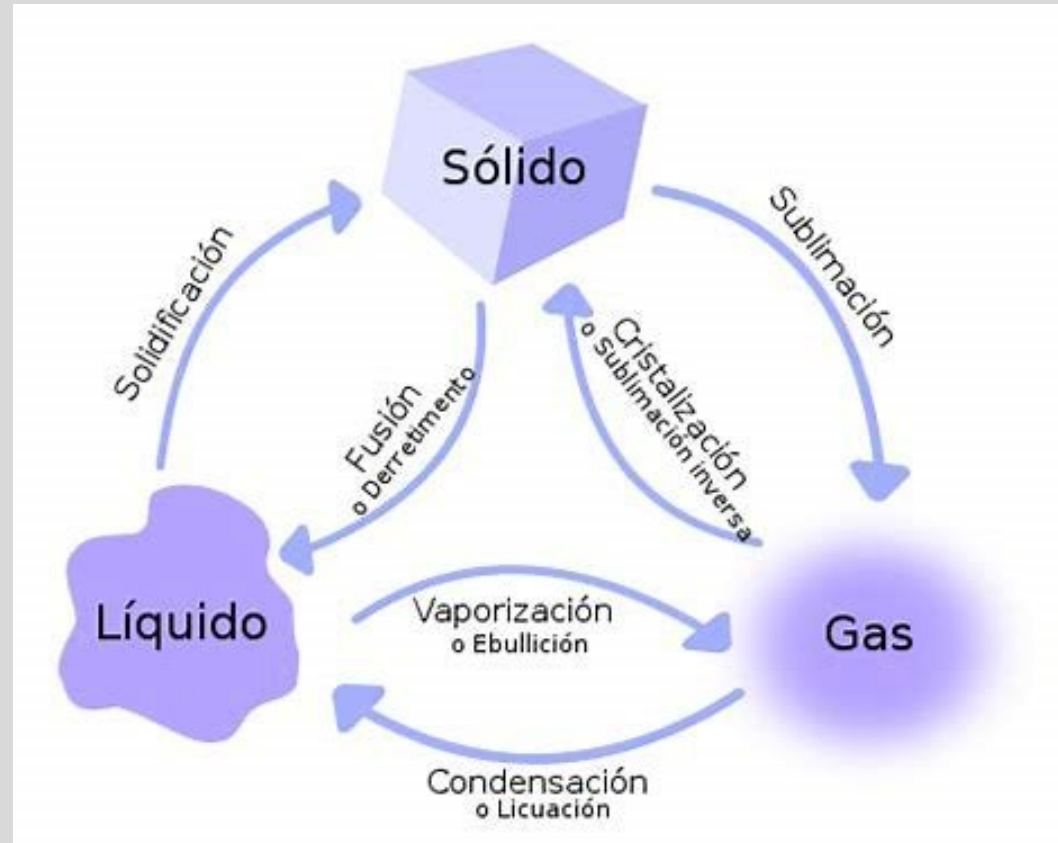 Sólido
Solidificación
Sublimación
Fusión
o Derretimento
Cristalización
o Sublimación inversa
Líquido
Vaporización
o Ebullición
Gas
Condensación
o Licuación